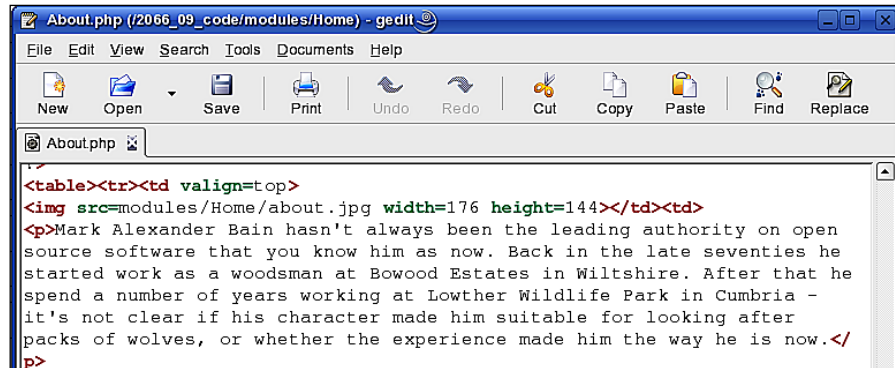 About.php (/2066_09_code/modules/Home) - gedit
File Edit View Search Tools Documents Help
New Open Save Print Undo Redo Cut Copy Paste Find Replace
About.php
?>
<table><tr><td valign=top>
<img src=modules/Home/about.jpg width=176 height=144></td><td>
<p>Mark Alexander Bain hasn't always been the leading authority on open
source software that you know him as now. Back in the late seventies he
started work as a woodsman at Bowood Estates in Wiltshire. After that he
spend a number of years working at Lowther Wildlife Park in Cumbria -
it's not clear if his character made him suitable for looking after
packs of wolves, or whether the experience made him the way he is now.</
p>